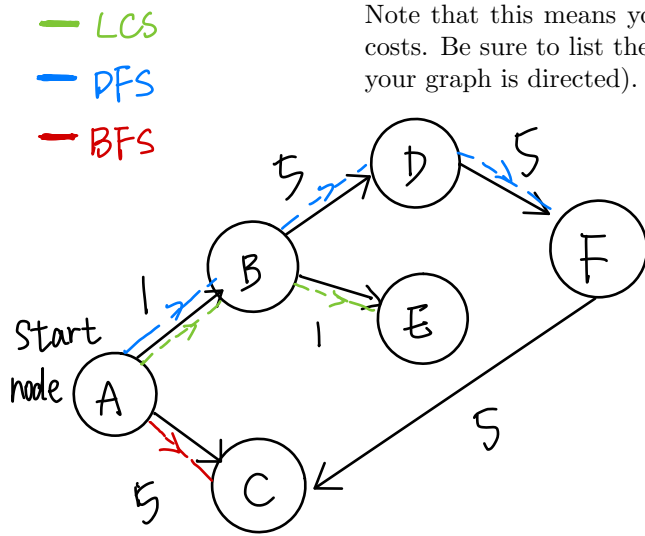 LCS
DFS
BFS
Note that this means yo
costs. Be sure to list the
your graph is directed).
5
D
5
B
F
1
E
1
Start
node
A
5
C
5